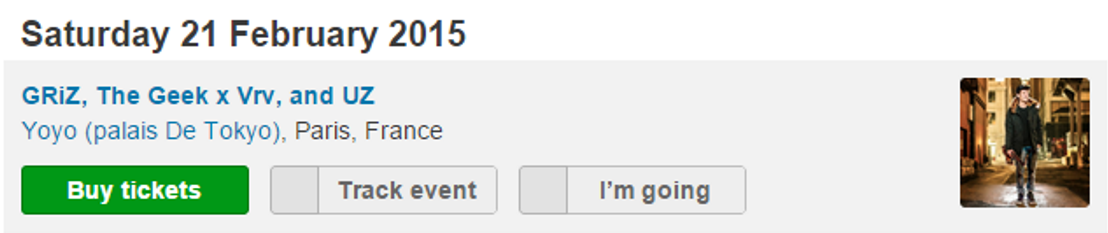 Saturday 21 February 2015
GRiZ, The Geek x Vrv, and UZ
Yoyo (palais De Tokyo), Paris, France
Buy tickets Track event I'm going